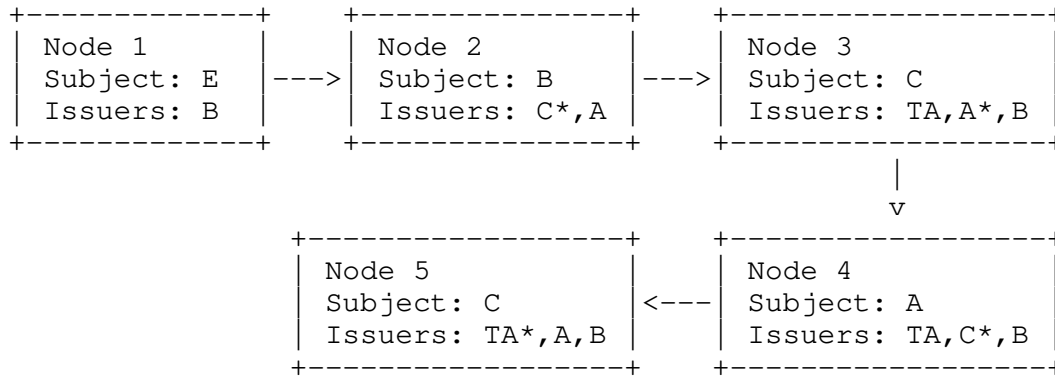 Node 1
Subject: E
Issuers: B
Node 2
Subject: B
Issuers: C*,A
Node 3
Subject: C
Issuers: TA,A*,B
Node 5
Subject: C
Issuers: TA*,A,B
Node 4
Subject: A
Issuers: TA,C*,B